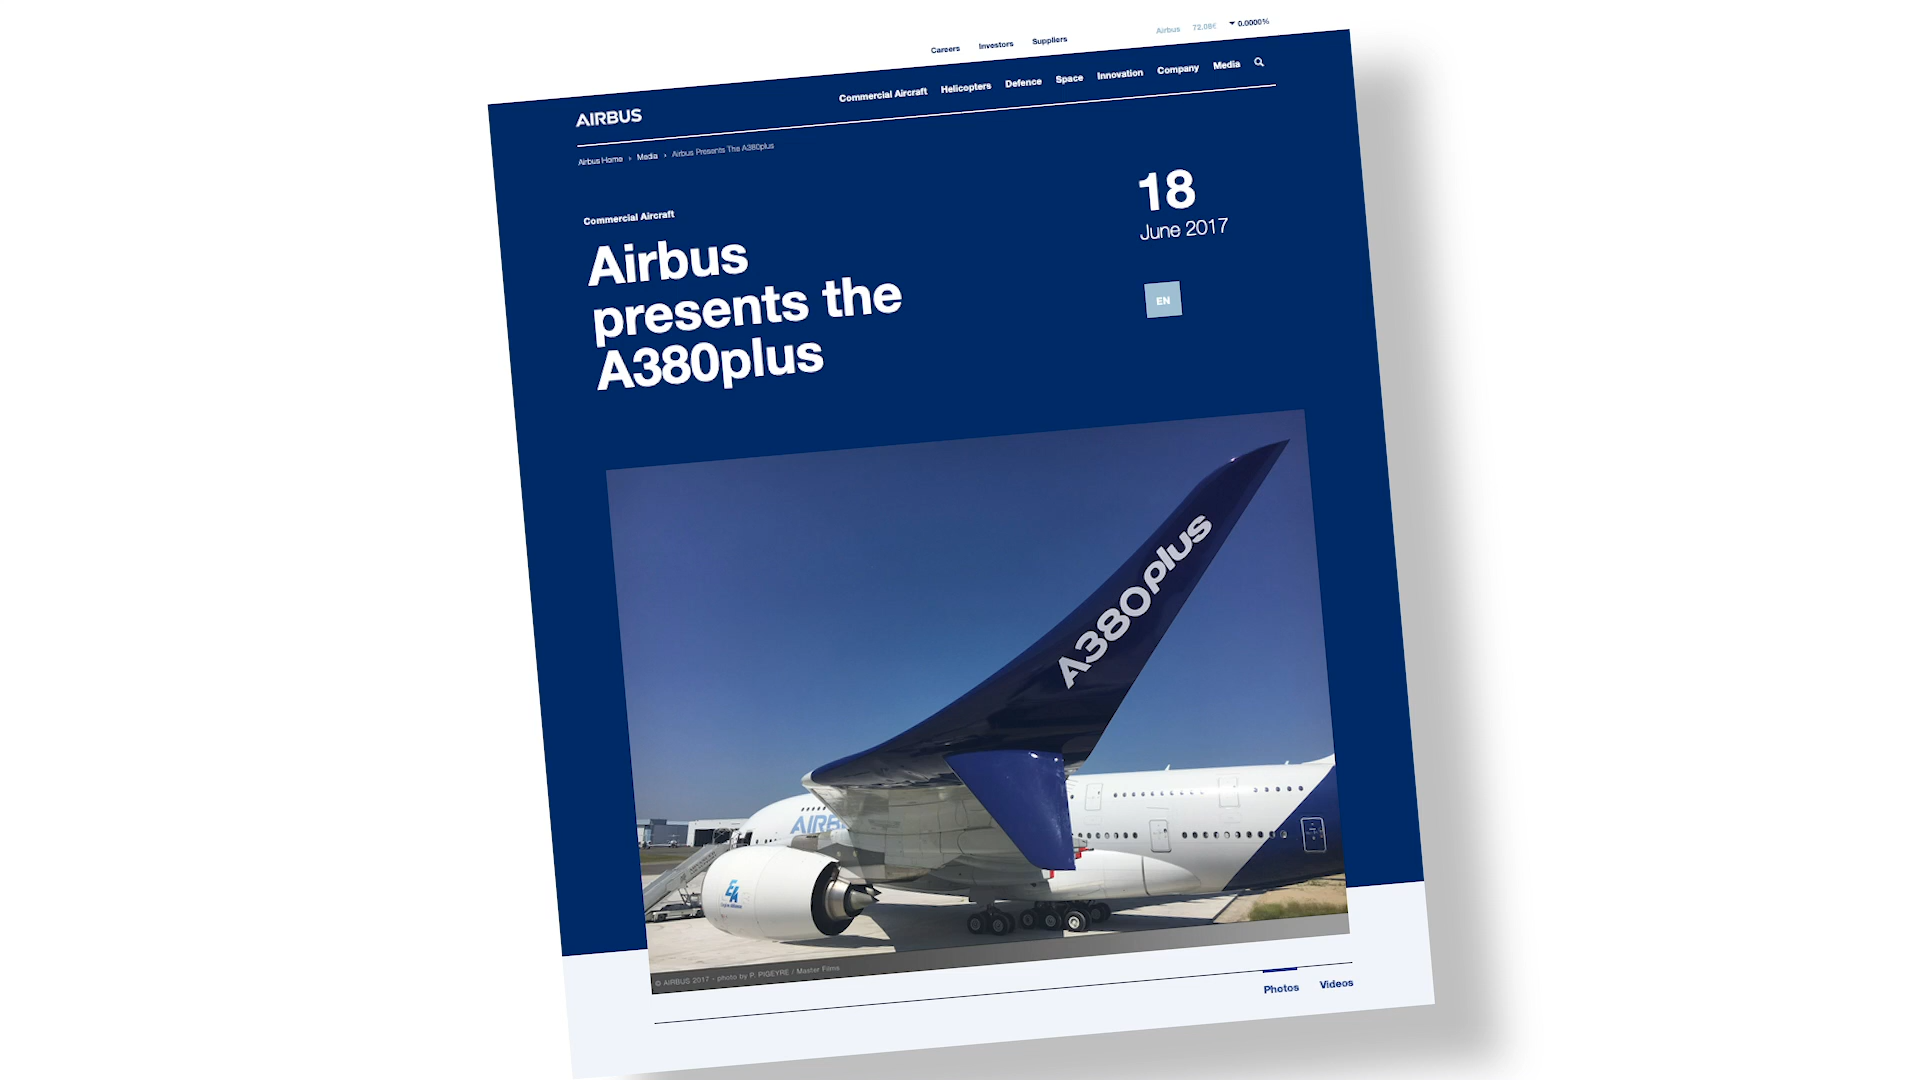 Careers Investors Suppliers Airbus 72.08€ 0.0000%
AIRBUS
Commercial Aircraft Helicopters Defence Space Innovation Company Media
Airbus Home › Media › Airbus Presents The A380plus
18
June 2017
Commercial Aircraft
Airbus
presents the
A380plus
EN
A380plus
AIRB
EA
© AIRBUS 2017 - photo by P. PIGEYRE / Master Films
Photos Videos